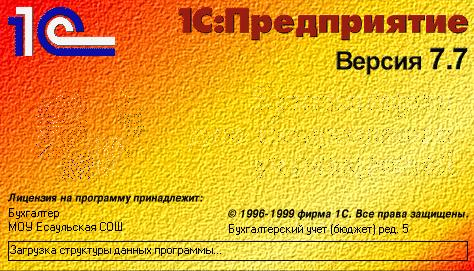 1С
1С:Предприятие
Версия 7.7
Лицензия на программу принадлежит:
Бухгалтер
МОУ Есаульская СОШ
© 1996-1999 фирма 1С. Все права защищены.
Бухгалтерский учет (бюджет) ред. 5
Загрузка структуры данных программы...